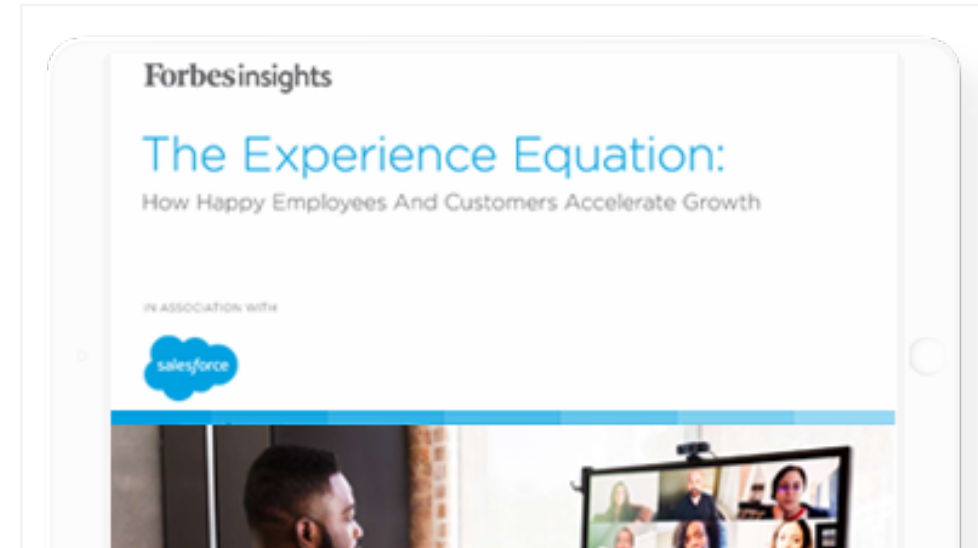 Forbesinsights
The Experience Equation:
How Happy Employees And Customers Accelerate Growth
IN ASSOCIATION WITH
salesforce